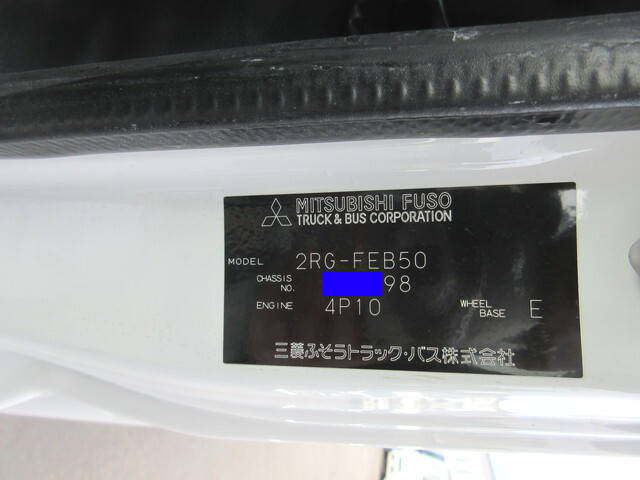 MITSUBISHI FUSO
TRUCK & BUS CORPORATION
MODEL 2RG-FEB50
CHASSIS NO. 98
ENGINE 4P10 WHEEL BASE E
三菱ふそうトラック・バス株式会社